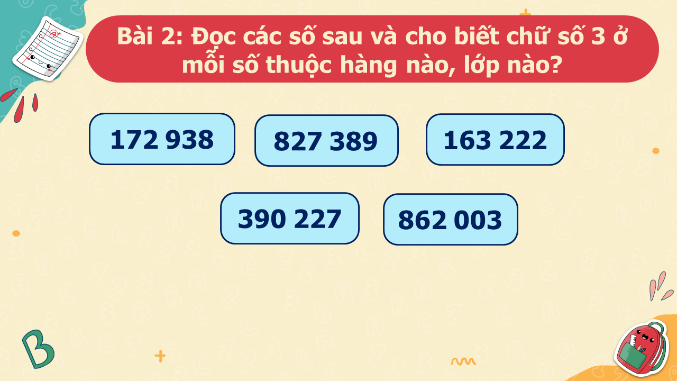 Bài 2: Đọc các số sau và cho biết chữ số 3 ở
mỗi số thuộc hàng nào, lớp nào?
172 938
827 389
163 222
390 227
862 003
B